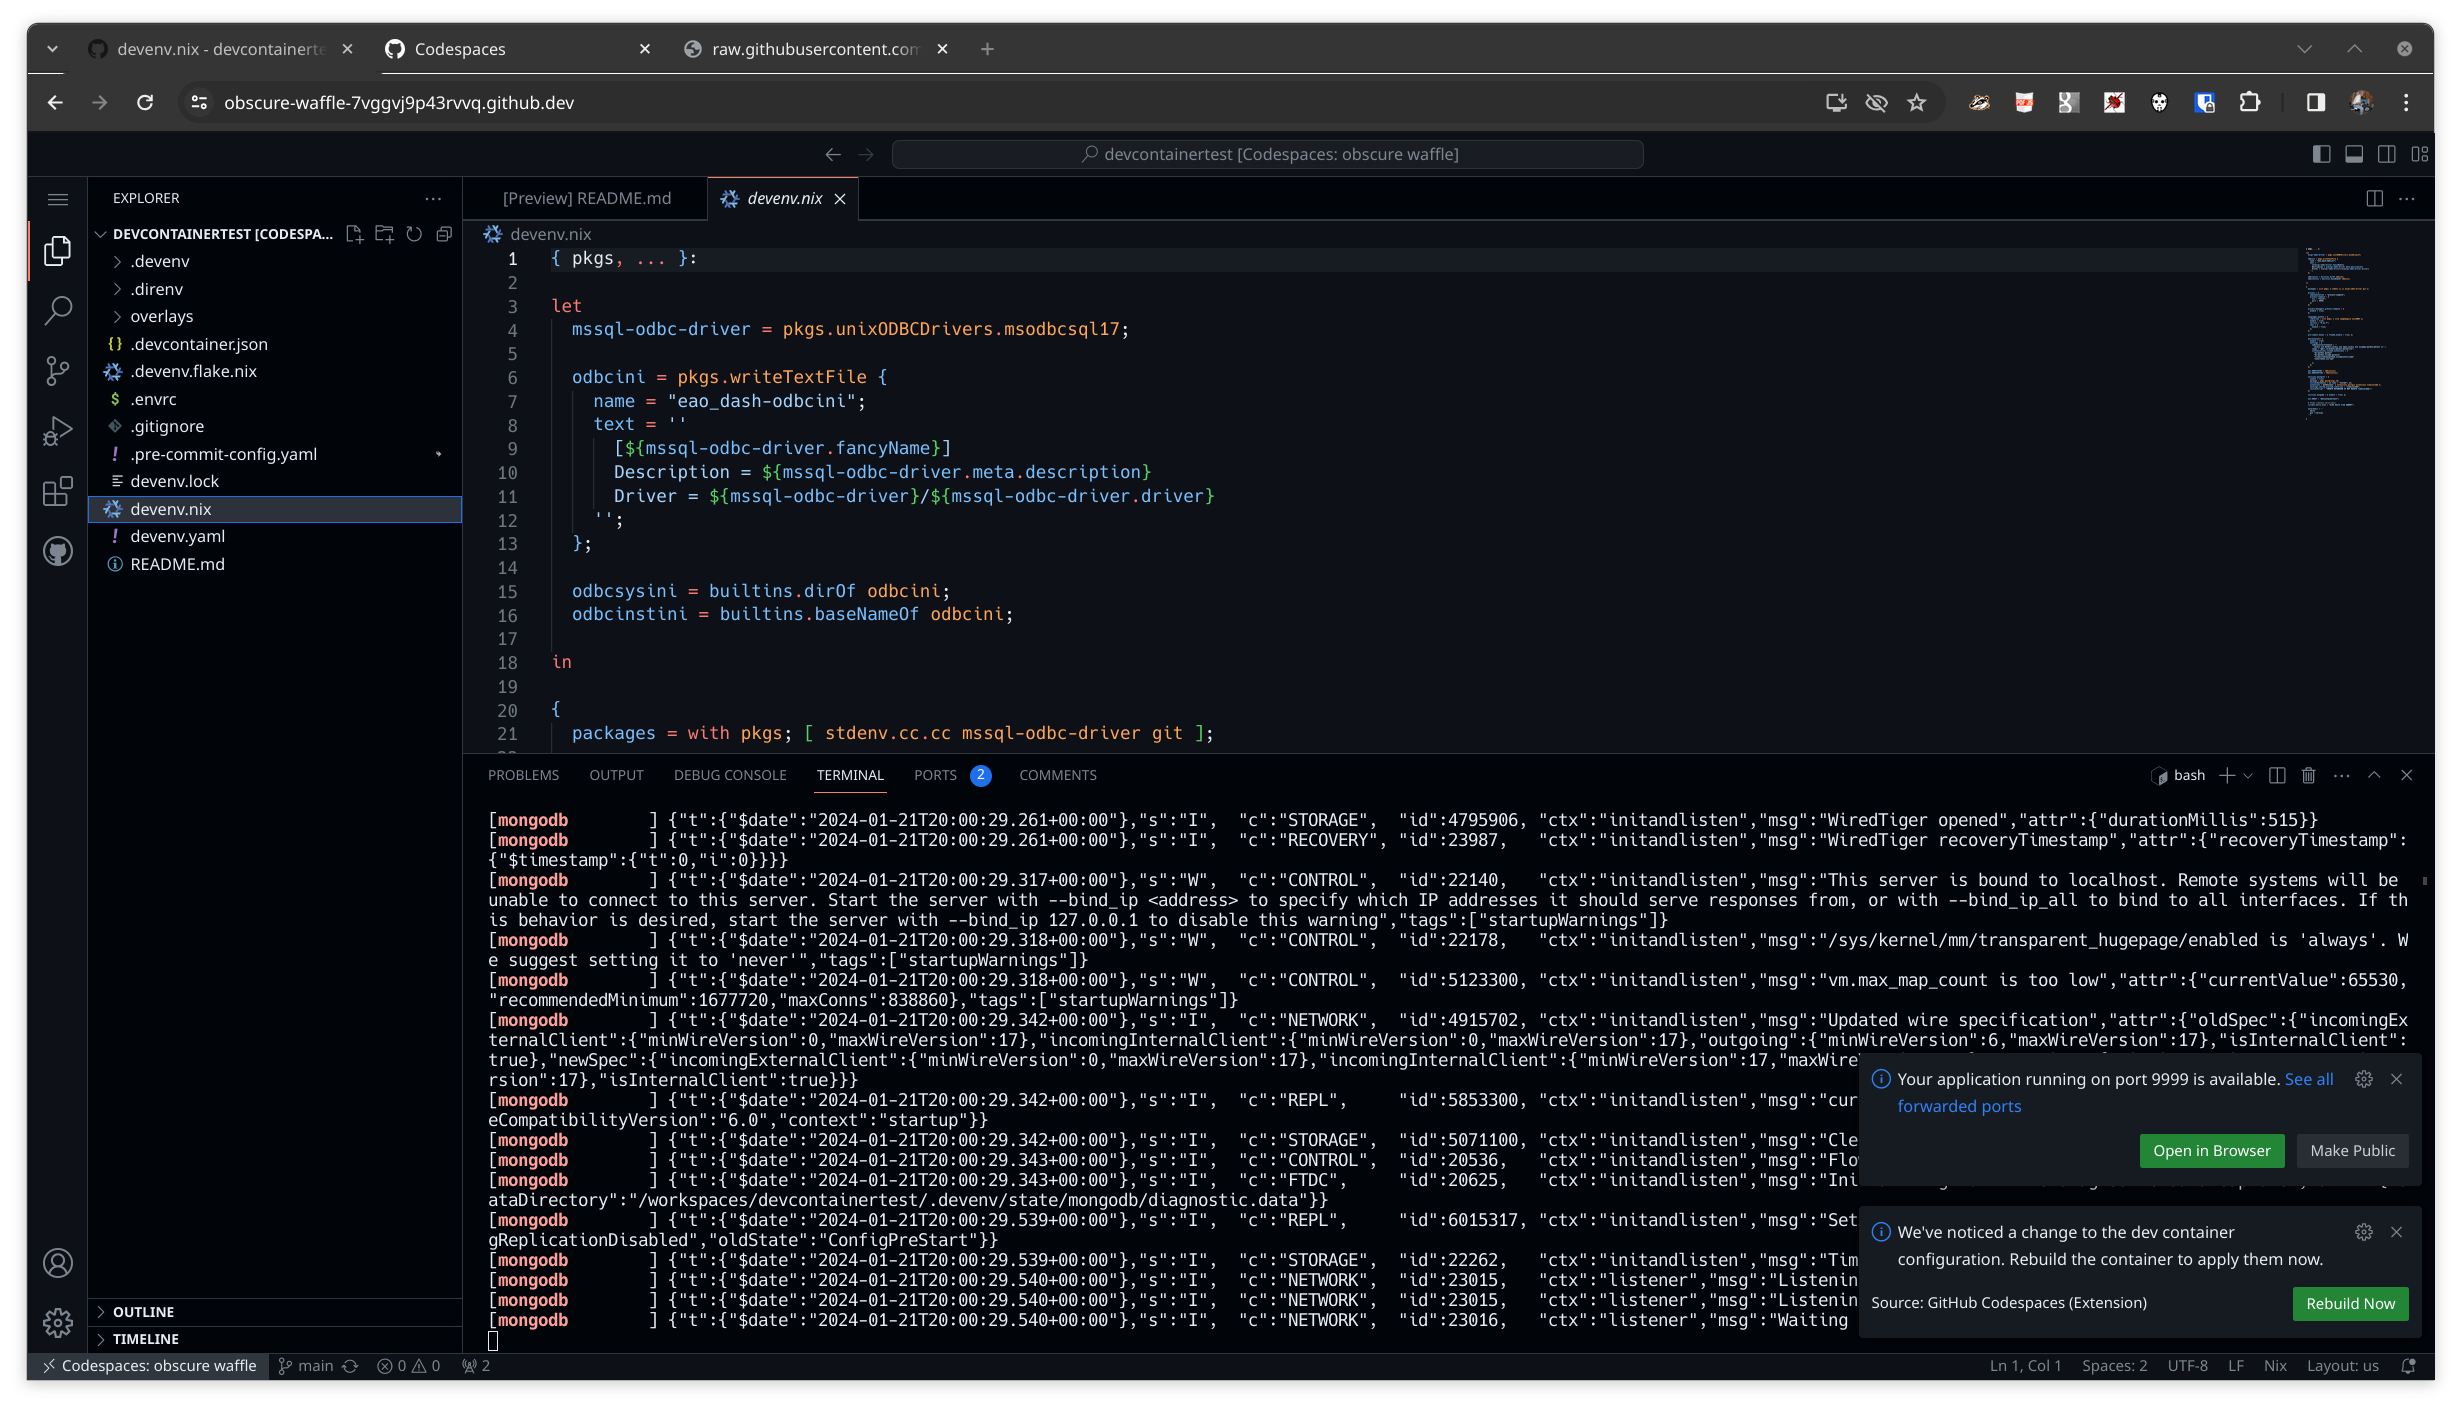 devenv.nix - devcontainerte
Codespaces
raw.githubusercontent.com
obscure-waffle-7vggvj9p43rvvq.github.dev
devcontainertest [Codespaces: obscure waffle]
EXPLORER
DEVCONTAINERTEST [CODESPA...
.devenv
.direnv
overlays
.devcontainer.json
.devenv.flake.nix
.envrc
.gitignore
.pre-commit-config.yaml
devenv.lock
devenv.nix
devenv.yaml
README.md
OUTLINE
TIMELINE
[Preview] README.md
devenv.nix
devenv.nix
1 { pkgs, ... }:
2
3 let
4 mssql-odbc-driver = pkgs.unixODBCDrivers.msodbcsql17;
5
6 odbcini = pkgs.writeTextFile {
7 name = "eao_dash-odbcini";
8 text = ''
9 [${mssql-odbc-driver.fancyName}]
10 Description = ${mssql-odbc-driver.meta.description}
11 Driver = ${mssql-odbc-driver}/${mssql-odbc-driver.driver}
12 '';
13 };
14
15 odbcsysini = builtins.dirOf odbcini;
16 odbcinstini = builtins.baseNameOf odbcini;
17
18 in
19
20 {
21 packages = with pkgs; [ stdenv.cc.cc mssql-odbc-driver git ];
PROBLEMS OUTPUT DEBUG CONSOLE TERMINAL PORTS 2 COMMENTS
bash
[mongodb ] {"t":{"$date":"2024-01-21T20:00:29.261+00:00"},"s":"I", "c":"STORAGE", "id":4795906, "ctx":"initandlisten","msg":"WiredTiger opened","attr":{"durationMillis":515}}
[mongodb ] {"t":{"$date":"2024-01-21T20:00:29.261+00:00"},"s":"I", "c":"RECOVERY", "id":23987, "ctx":"initandlisten","msg":"WiredTiger recoveryTimestamp","attr":{"recoveryTimestamp":
{"$timestamp":{"t":0,"i":0}}}}
[mongodb ] {"t":{"$date":"2024-01-21T20:00:29.317+00:00"},"s":"W", "c":"CONTROL", "id":22140, "ctx":"initandlisten","msg":"This server is bound to localhost. Remote systems will be
unable to connect to this server. Start the server with --bind_ip <address> to specify which IP addresses it should serve responses from, or with --bind_ip_all to bind to all interfaces. If th
is behavior is desired, start the server with --bind_ip 127.0.0.1 to disable this warning","tags":["startupWarnings"]}
[mongodb ] {"t":{"$date":"2024-01-21T20:00:29.318+00:00"},"s":"W", "c":"CONTROL", "id":22178, "ctx":"initandlisten","msg":"/sys/kernel/mm/transparent_hugepage/enabled is 'always'. W
e suggest setting it to 'never'","tags":["startupWarnings"]}
[mongodb ] {"t":{"$date":"2024-01-21T20:00:29.318+00:00"},"s":"W", "c":"CONTROL", "id":5123300, "ctx":"initandlisten","msg":"vm.max_map_count is too low","attr":{"currentValue":65530,
"recommendedMinimum":1677720,"maxConns":838860},"tags":["startupWarnings"]}
[mongodb ] {"t":{"$date":"2024-01-21T20:00:29.342+00:00"},"s":"I", "c":"NETWORK", "id":4915702, "ctx":"initandlisten","msg":"Updated wire specification","attr":{"oldSpec":{"incomingEx
ternalClient":{"minWireVersion":0,"maxWireVersion":17},"incomingInternalClient":{"minWireVersion":0,"maxWireVersion":17},"outgoing":{"minWireVersion":6,"maxWireVersion":17},"isInternalClient":
true},"newSpec":{"incomingExternalClient":{"minWireVersion":0,"maxWireVersion":17},"incomingInternalClient":{"minWireVersion":17,"maxWire
rsion":17},"isInternalClient":true}}}
[mongodb ] {"t":{"$date":"2024-01-21T20:00:29.342+00:00"},"s":"I", "c":"REPL", "id":5853300, "ctx":"initandlisten","msg":"cur
eCompatibilityVersion":"6.0","context":"startup"}}
[mongodb ] {"t":{"$date":"2024-01-21T20:00:29.342+00:00"},"s":"I", "c":"STORAGE", "id":5071100, "ctx":"initandlisten","msg":"Cle
[mongodb ] {"t":{"$date":"2024-01-21T20:00:29.343+00:00"},"s":"I", "c":"CONTROL", "id":20536, "ctx":"initandlisten","msg":"Flo
[mongodb ] {"t":{"$date":"2024-01-21T20:00:29.343+00:00"},"s":"I", "c":"FTDC", "id":20625, "ctx":"initandlisten","msg":"Ini
ataDirectory":"/workspaces/devcontainertest/.devenv/state/mongodb/diagnostic.data"}}
[mongodb ] {"t":{"$date":"2024-01-21T20:00:29.539+00:00"},"s":"I", "c":"REPL", "id":6015317, "ctx":"initandlisten","msg":"Set
gReplicationDisabled","oldState":"ConfigPreStart"}}
[mongodb ] {"t":{"$date":"2024-01-21T20:00:29.539+00:00"},"s":"I", "c":"STORAGE", "id":22262, "ctx":"initandlisten","msg":"Tim
[mongodb ] {"t":{"$date":"2024-01-21T20:00:29.540+00:00"},"s":"I", "c":"NETWORK", "id":23015, "ctx":"listener","msg":"Listenin
[mongodb ] {"t":{"$date":"2024-01-21T20:00:29.540+00:00"},"s":"I", "c":"NETWORK", "id":23015, "ctx":"listener","msg":"Listenin
[mongodb ] {"t":{"$date":"2024-01-21T20:00:29.540+00:00"},"s":"I", "c":"NETWORK", "id":23016, "ctx":"listener","msg":"Waiting
Your application running on port 9999 is available. See all
forwarded ports
Open in Browser Make Public
We've noticed a change to the dev container
configuration. Rebuild the container to apply them now.
Source: GitHub Codespaces (Extension) Rebuild Now
Codespaces: obscure waffle main 0 0 2 Ln 1, Col 1 Spaces: 2 UTF-8 LF Nix Layout: us